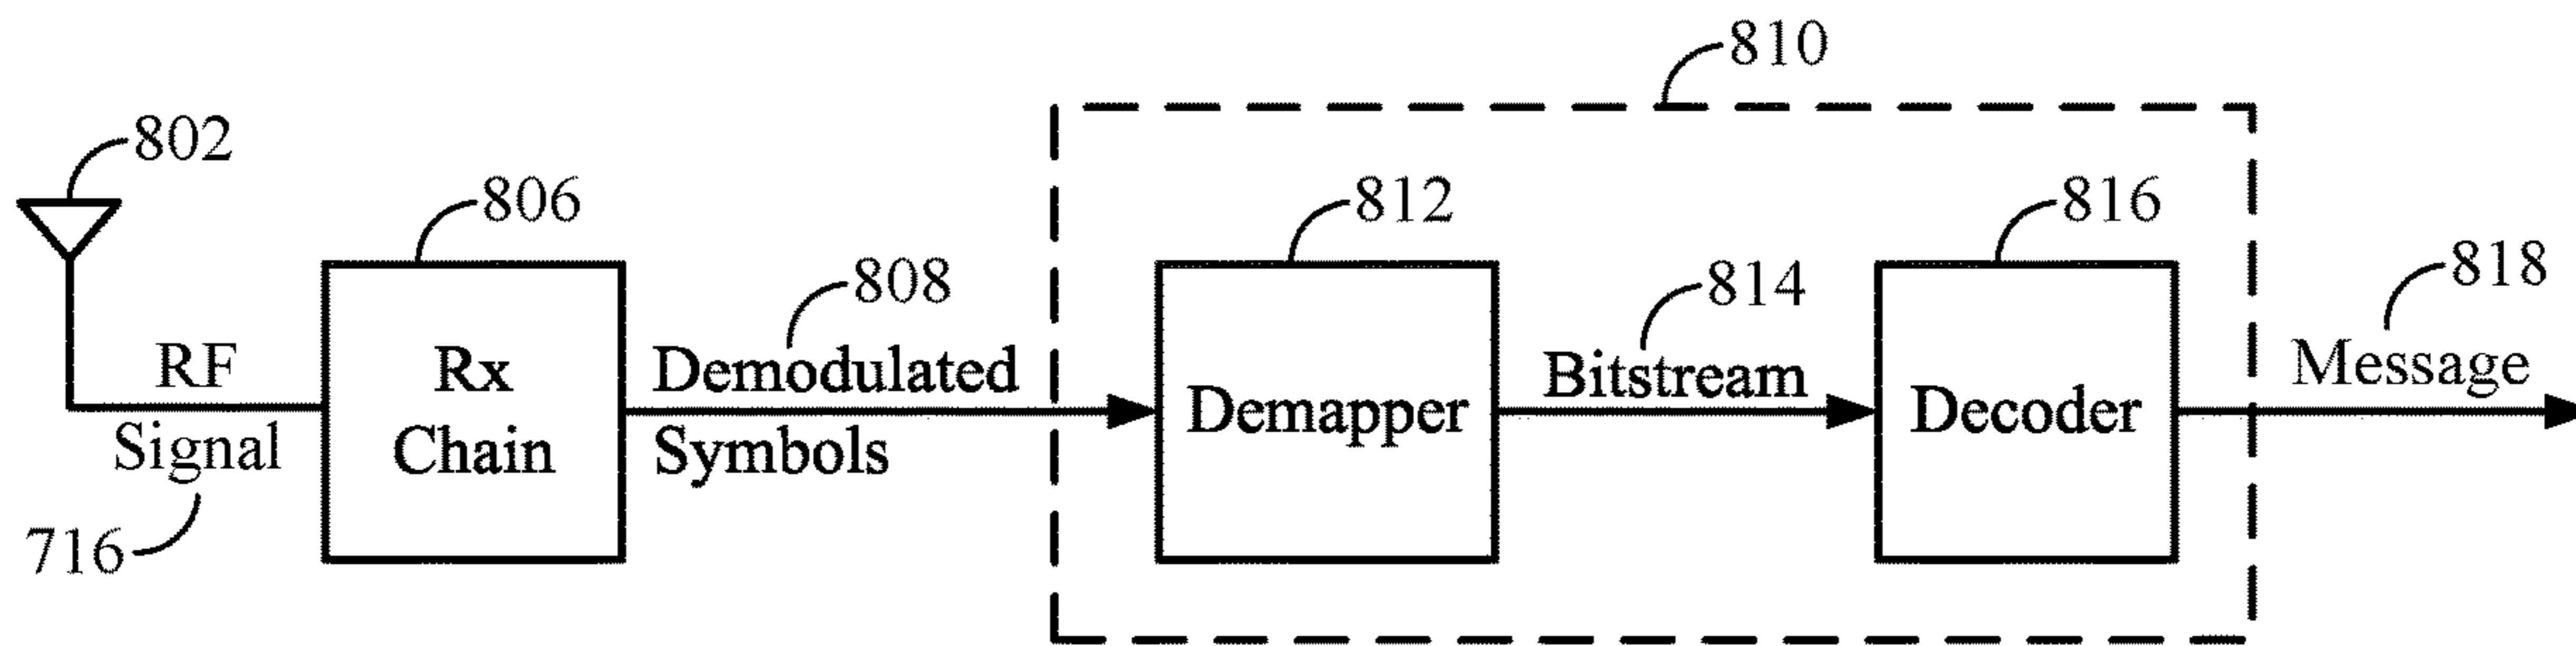 810
802
806
812
816
808
814
818
RF
Signal
716
Rx
Chain
Demodulated
Symbols
Demapper
Bitstream
Decoder
Message